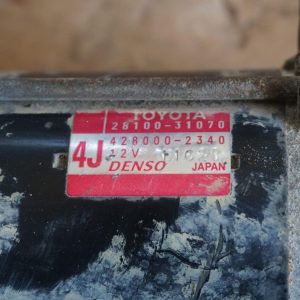 TOYOTA
28100-31070
4J
428000-2340
12V
DENSO JAPAN